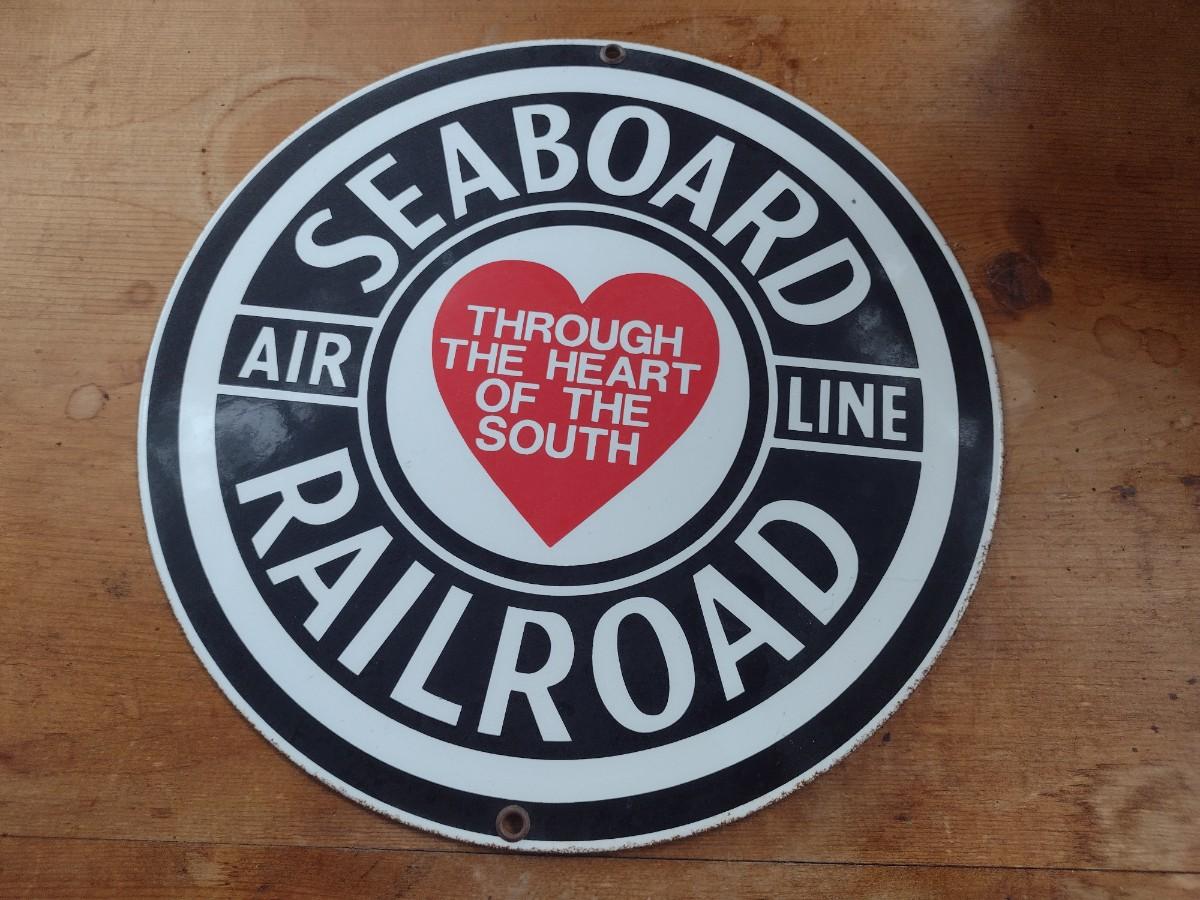 SEABOARD
AIR LINE
RAILROAD
THROUGH
THE HEART
OF THE
SOUTH